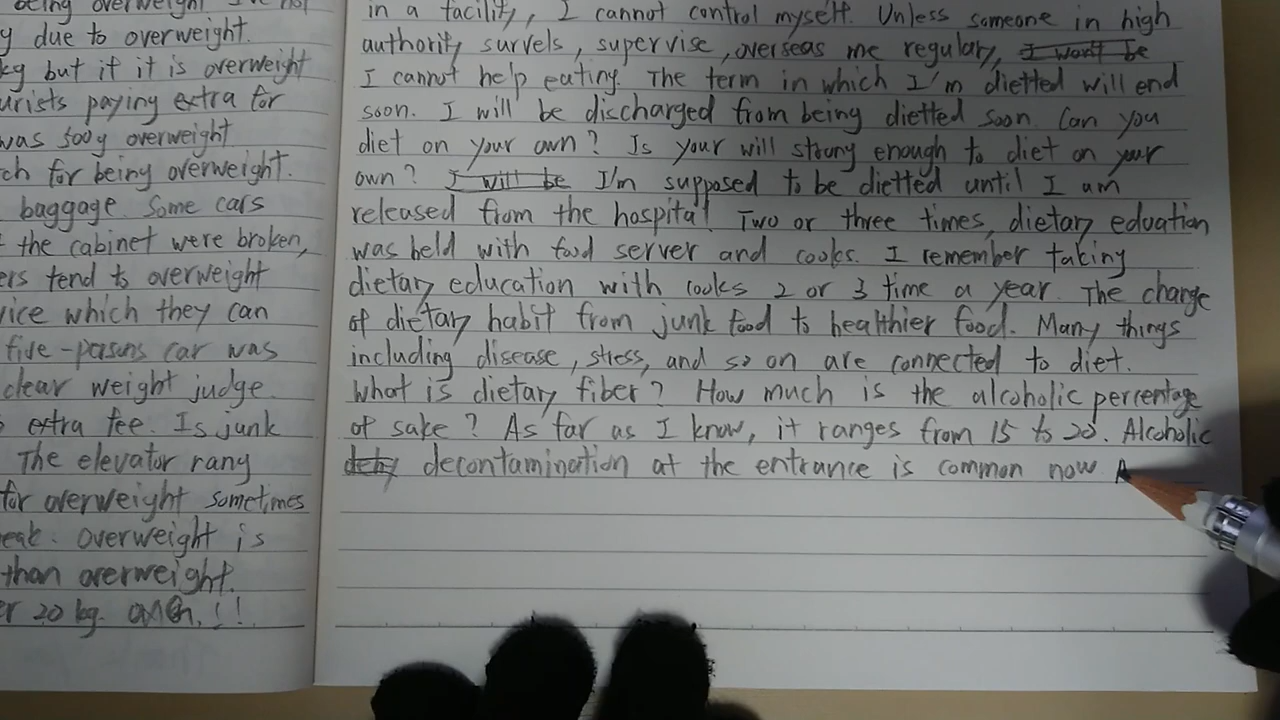 being overweight I've not
y due to overweight.
kg but if it is overweight
urists paying extra for
was 500g overweight
ch for being overweight.
baggage. Some cars
the cabinet were broken,
ers tend to overweight
vice which they can
five-persons car was
clear weight judge.
extra fee. Is junk
The elevator rang
for overweight sometimes
eak. overweight is
than overweight.
er 20 kg. OMG.!!
in a facility, I cannot control myself. Unless someone in high
authority survels, supervise, overseas me regulary, I won't be
I cannot help eating. The term in which I'm dietted will end
soon. I will be discharged from being dietted soon. Can you
diet on your own? Is your will strong enough to diet on your
own? I will be I'm supposed to be dietted until I am
released from the hospital. Two or three times, dietary eduation
was held with food server and cooks. I remember taking
dietary education with cooks 2 or 3 time a year. The change
of dietary habit from junk food to healthier food. Many things
including disease, stress, and so on are connected to diet.
What is dietary fiber? How much is the alcoholic percentage
of sake? As far as I know, it ranges from 15 to 20. Alcoholic
decontamination at the entrance is common now A